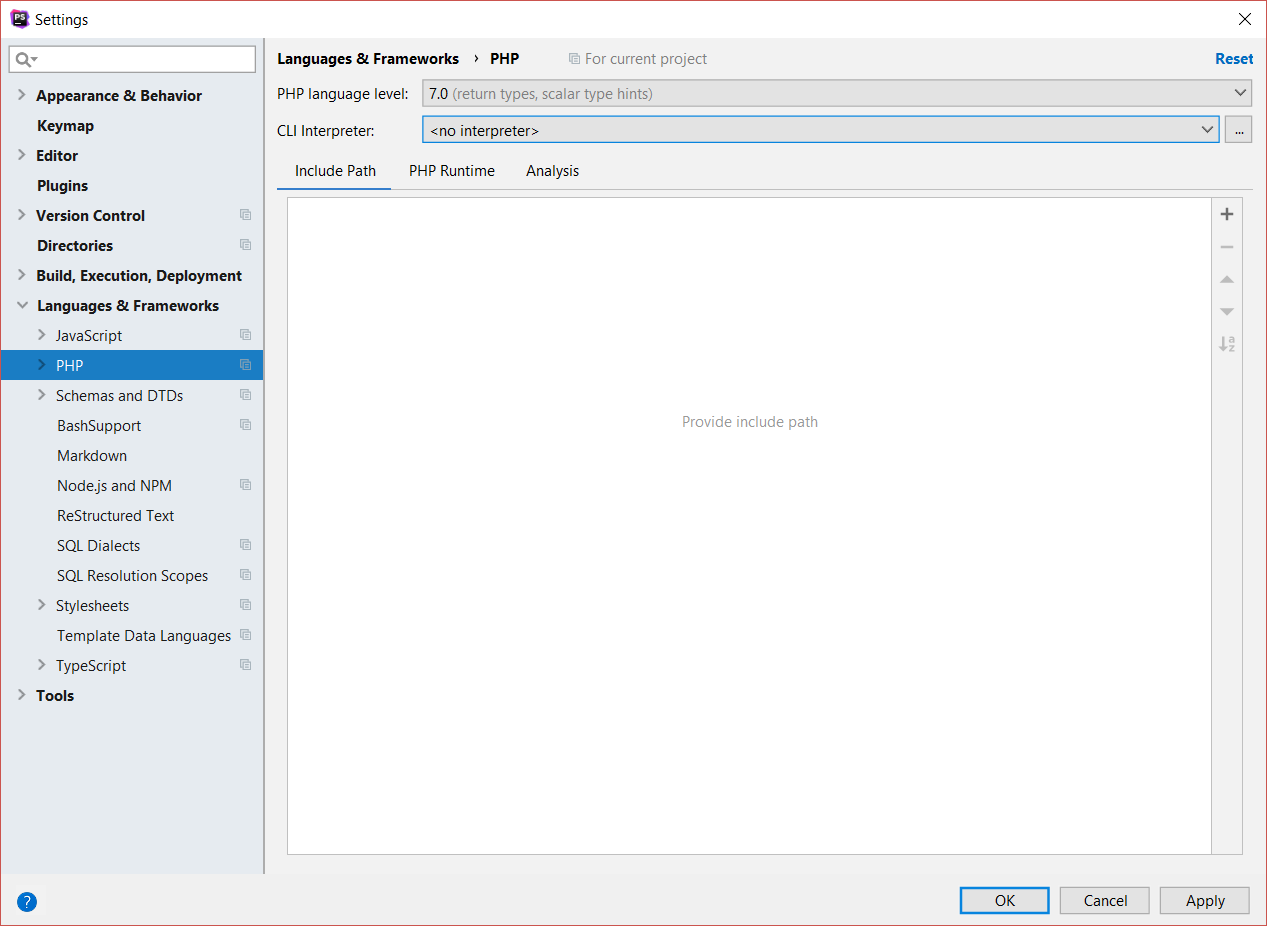 PS Settings
Appearance & Behavior
Keymap
Editor
Plugins
Version Control
Directories
Build, Execution, Deployment
Languages & Frameworks
JavaScript
PHP
Schemas and DTDs
BashSupport
Markdown
Node.js and NPM
ReStructured Text
SQL Dialects
SQL Resolution Scopes
Stylesheets
Template Data Languages
TypeScript
Tools
Languages & Frameworks › PHP For current project Reset
PHP language level: 7.0 (return types, scalar type hints)
CLI Interpreter: <no interpreter> ...
Include Path PHP Runtime Analysis
Provide include path
? OK Cancel Apply